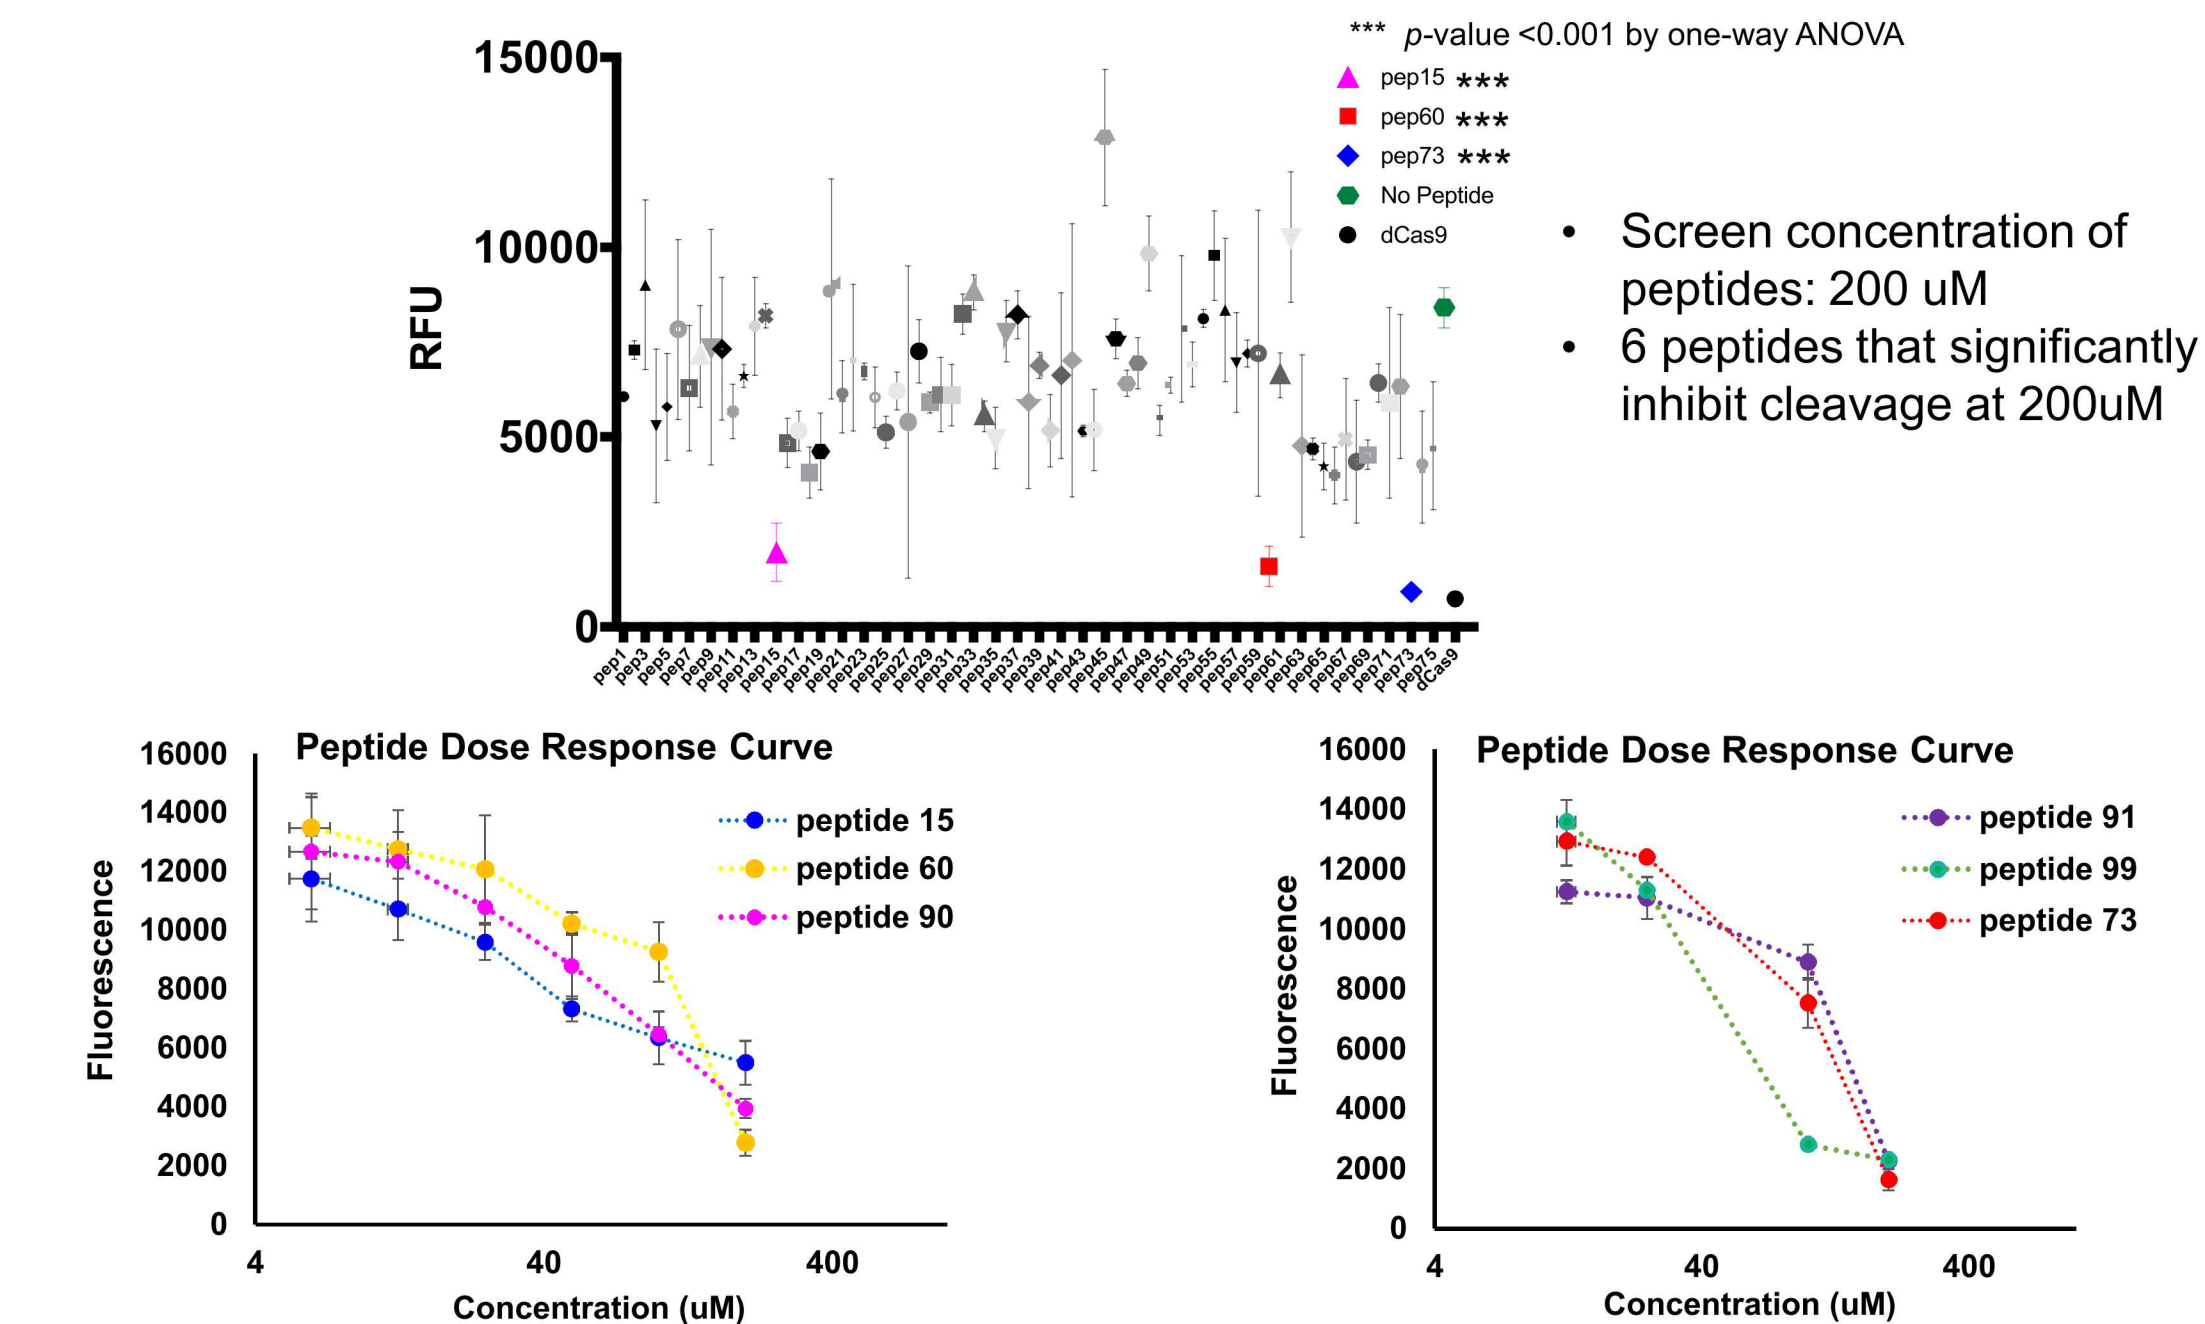 *** p-value <0.001 by one-way ANOVA
pep15 ***
pep60 ***
pep73 ***
No Peptide
dCas9
15000
10000
5000
0
RFU
pep1
pep3
pep5
pep7
pep9
pep11
pep13
pep15
pep17
pep19
pep21
pep23
pep25
pep27
pep29
pep31
pep33
pep35
pep37
pep39
pep41
pep43
pep45
pep47
pep49
pep51
pep53
pep55
pep57
pep59
pep61
pep63
pep65
pep67
pep69
pep71
pep73
pep75
dCas9
• Screen concentration of
peptides: 200 uM
• 6 peptides that significantly
inhibit cleavage at 200uM
Peptide Dose Response Curve
16000
14000
12000
10000
8000
6000
4000
2000
0
Fluorescence
peptide 15
peptide 60
peptide 90
4
40
400
Concentration (uM)
Peptide Dose Response Curve
16000
14000
12000
10000
8000
6000
4000
2000
0
Fluorescence
peptide 91
peptide 99
peptide 73
4
40
400
Concentration (uM)